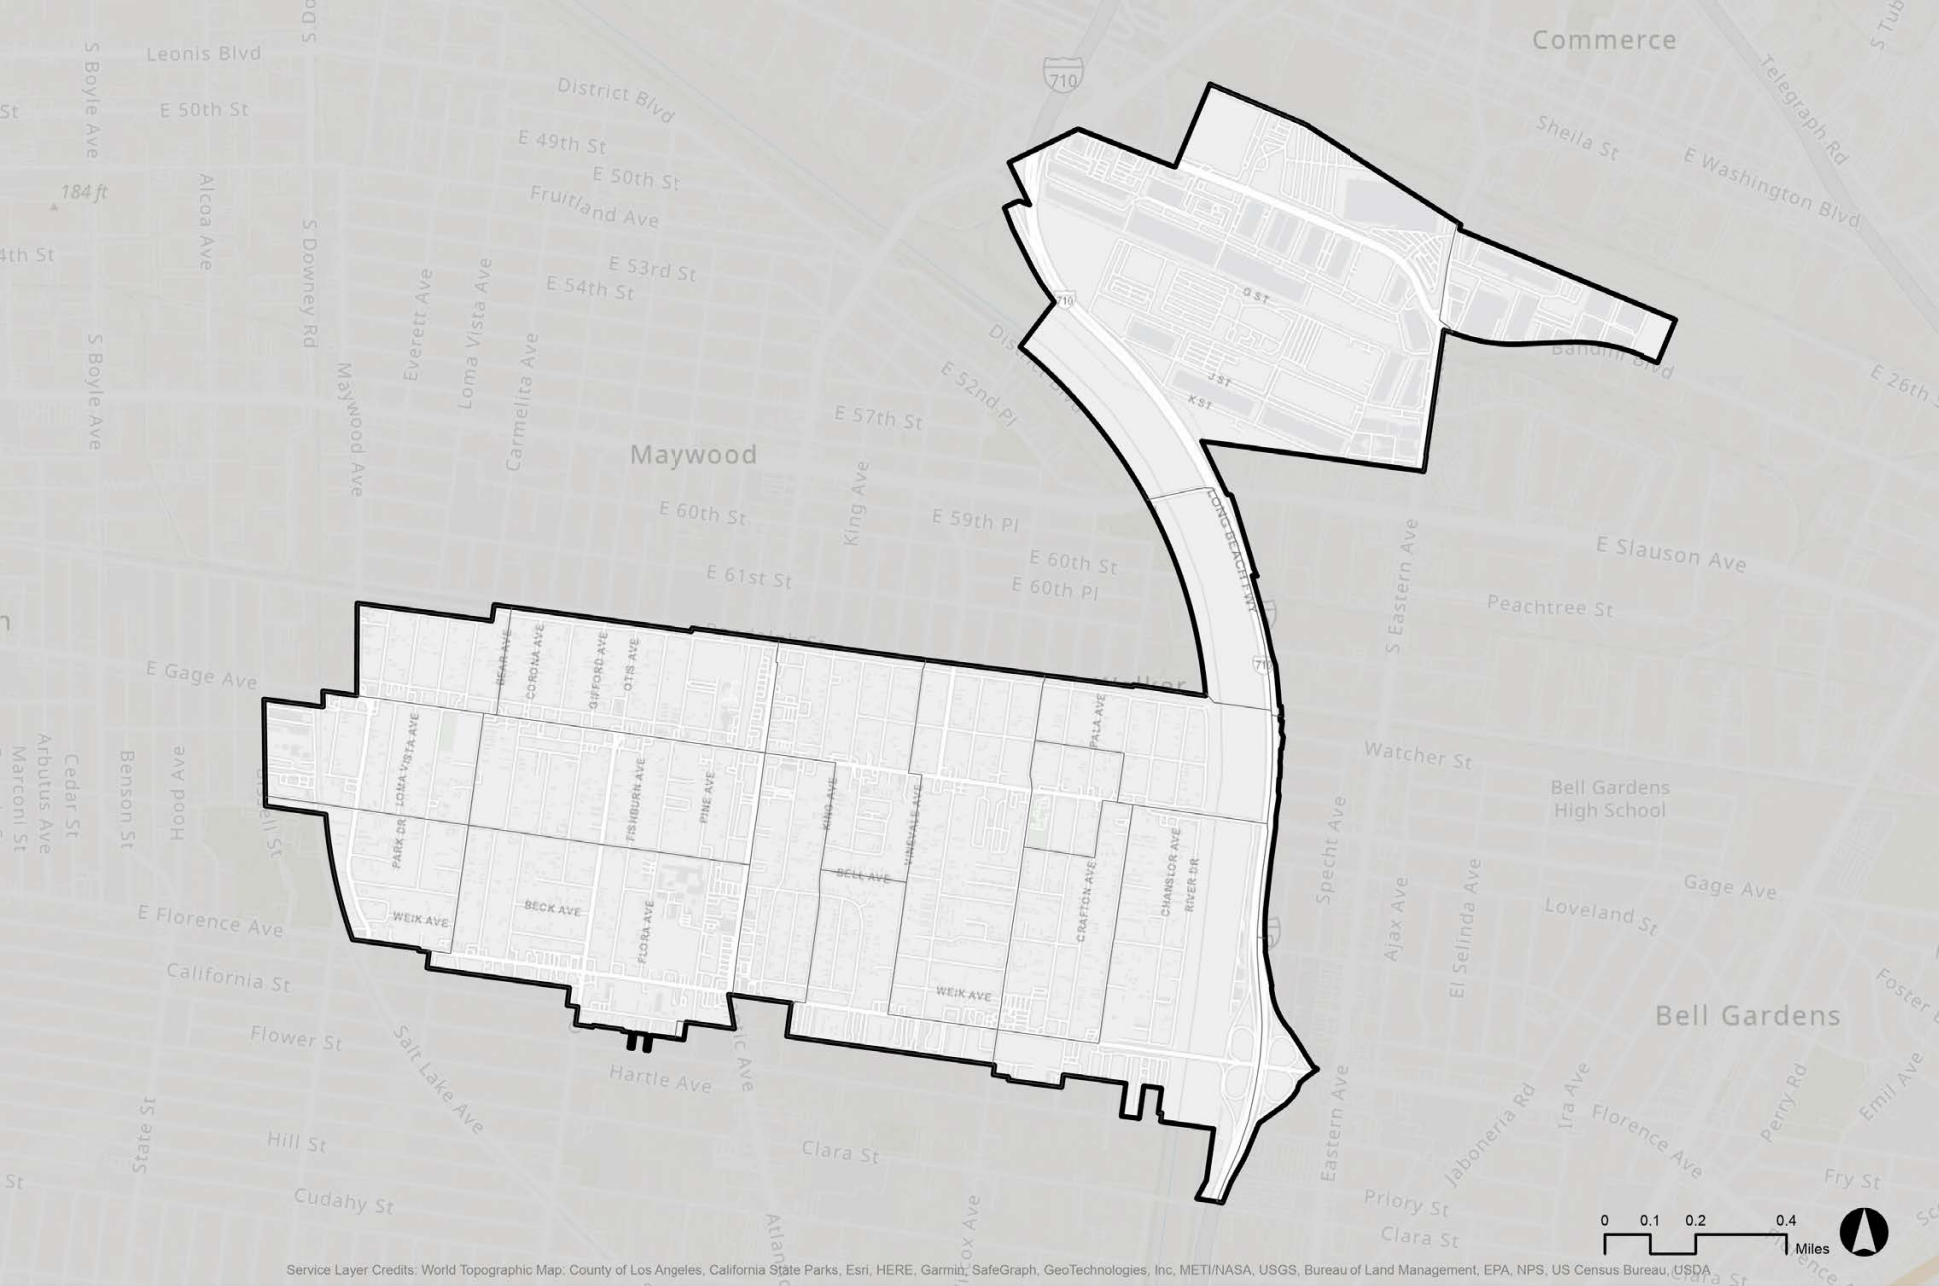 Commerce
Leonis Blvd
S Boyle Ave
710
Telegraph Rd
District Blvd
E 50th St
St
Sheila St
E 49th St
E Washington Blvd
E 50th St
184 ft
Fruitland Ave
Alcoa Ave
S Downey Rd
4th St
E 53rd St
E 54th St
G ST
710
Everett Ave
Loma Vista Ave
Carmelita Ave
S Boyle Ave
Maywood Ave
E 52nd Pl
J ST
K ST
Bandini Blvd
E 26th
E 57th St
Maywood
King Ave
E 60th St
E 59th Pl
LONG BEACH FWY
S Eastern Ave
E Slauson Ave
E 60th St
E 61st St
E 60th Pl
Peachtree St
BEAR AVE
CORONA AVE
GIFFORD AVE
OTIS AVE
710
E Gage Ave
PALA AVE
Watcher St
Marconi St
Arbutus Ave
Cedar St
Benson St
Hood Ave
LOMA VISTA AVE
PARK DR
FISHBURN AVE
PINE AVE
KING AVE
VINEVALE AVE
Bell Gardens
High School
Specht Ave
BELL AVE
CHANSLOR AVE
RIVER DR
CRAFTON AVE
Gage Ave
Ajax Ave
El Selinda Ave
Loveland St
E Florence Ave
WEIK AVE
BECK AVE
FLORA AVE
California St
WEIK AVE
Bell Gardens
Flower St
Salt Lake Ave
Hartle Ave
Eastern Ave
Jaboneria Rd
Ira Ave
Perry Rd
Emil Ave
Florence Ave
State St
Hill St
Clara St
Fry St
St
Cudahy St
Priory St
Clara St
0 0.1 0.2 0.4
Miles
Service Layer Credits: World Topographic Map: County of Los Angeles, California State Parks, Esri, HERE, Garmin, SafeGraph, GeoTechnologies, Inc, METI/NASA, USGS, Bureau of Land Management, EPA, NPS, US Census Bureau, USDA